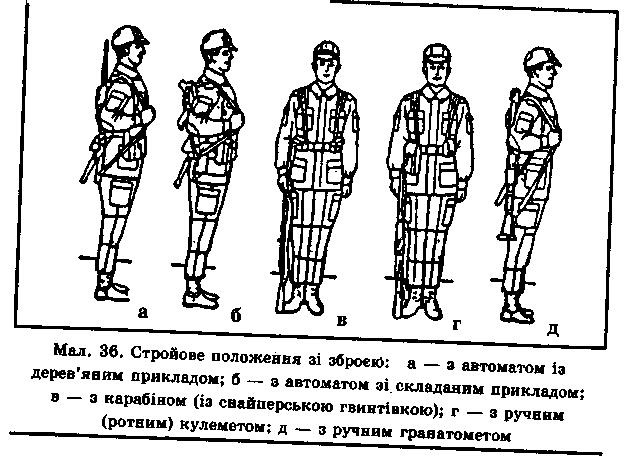 а
б
в
г
д
Мал. 36. Стройове положення зі зброєю: а — з автоматом із
дерев'яним прикладом; б — з автоматом зі складаним прикладом;
в — з карабіном (із снайперською гвинтівкою); г — з ручним
(ротним) кулеметом; д — з ручним гранатометом